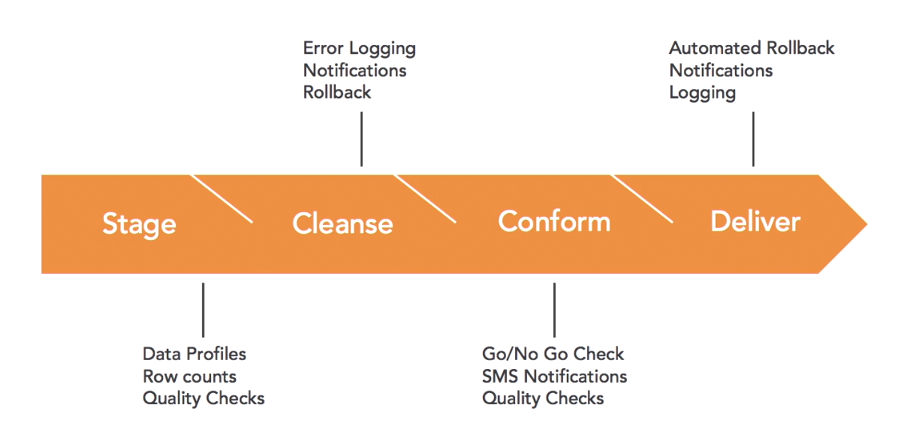 Error Logging
Notifications
Rollback
Automated Rollback
Notifications
Logging
Stage
Cleanse
Conform
Deliver
Data Profiles
Row counts
Quality Checks
Go/No Go Check
SMS Notifications
Quality Checks